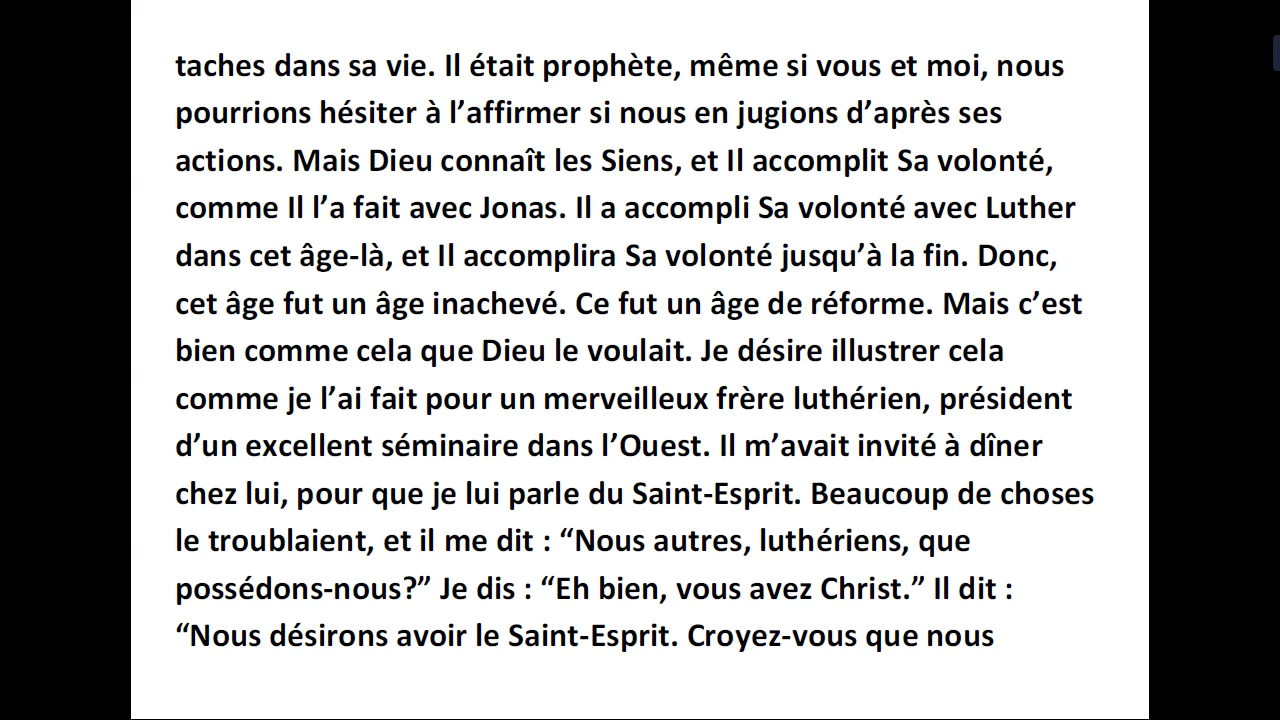 taches dans sa vie. Il était prophète, même si vous et moi, nous
pourrions hésiter à l’affirmer si nous en jugions d’après ses
actions. Mais Dieu connaît les Siens, et Il accomplit Sa volonté,
comme Il l’a fait avec Jonas. Il a accompli Sa volonté avec Luther
dans cet âge-là, et Il accomplira Sa volonté jusqu’à la fin. Donc,
cet âge fut un âge inachevé. Ce fut un âge de réforme. Mais c’est
bien comme cela que Dieu le voulait. Je désire illustrer cela
comme je l’ai fait pour un merveilleux frère luthérien, président
d’un excellent séminaire dans l’Ouest. Il m’avait invité à dîner
chez lui, pour que je lui parle du Saint-Esprit. Beaucoup de choses
le troublaient, et il me dit : “Nous autres, luthériens, que
possédons-nous?” Je dis : “Eh bien, vous avez Christ.” Il dit :
“Nous désirons avoir le Saint-Esprit. Croyez-vous que nous